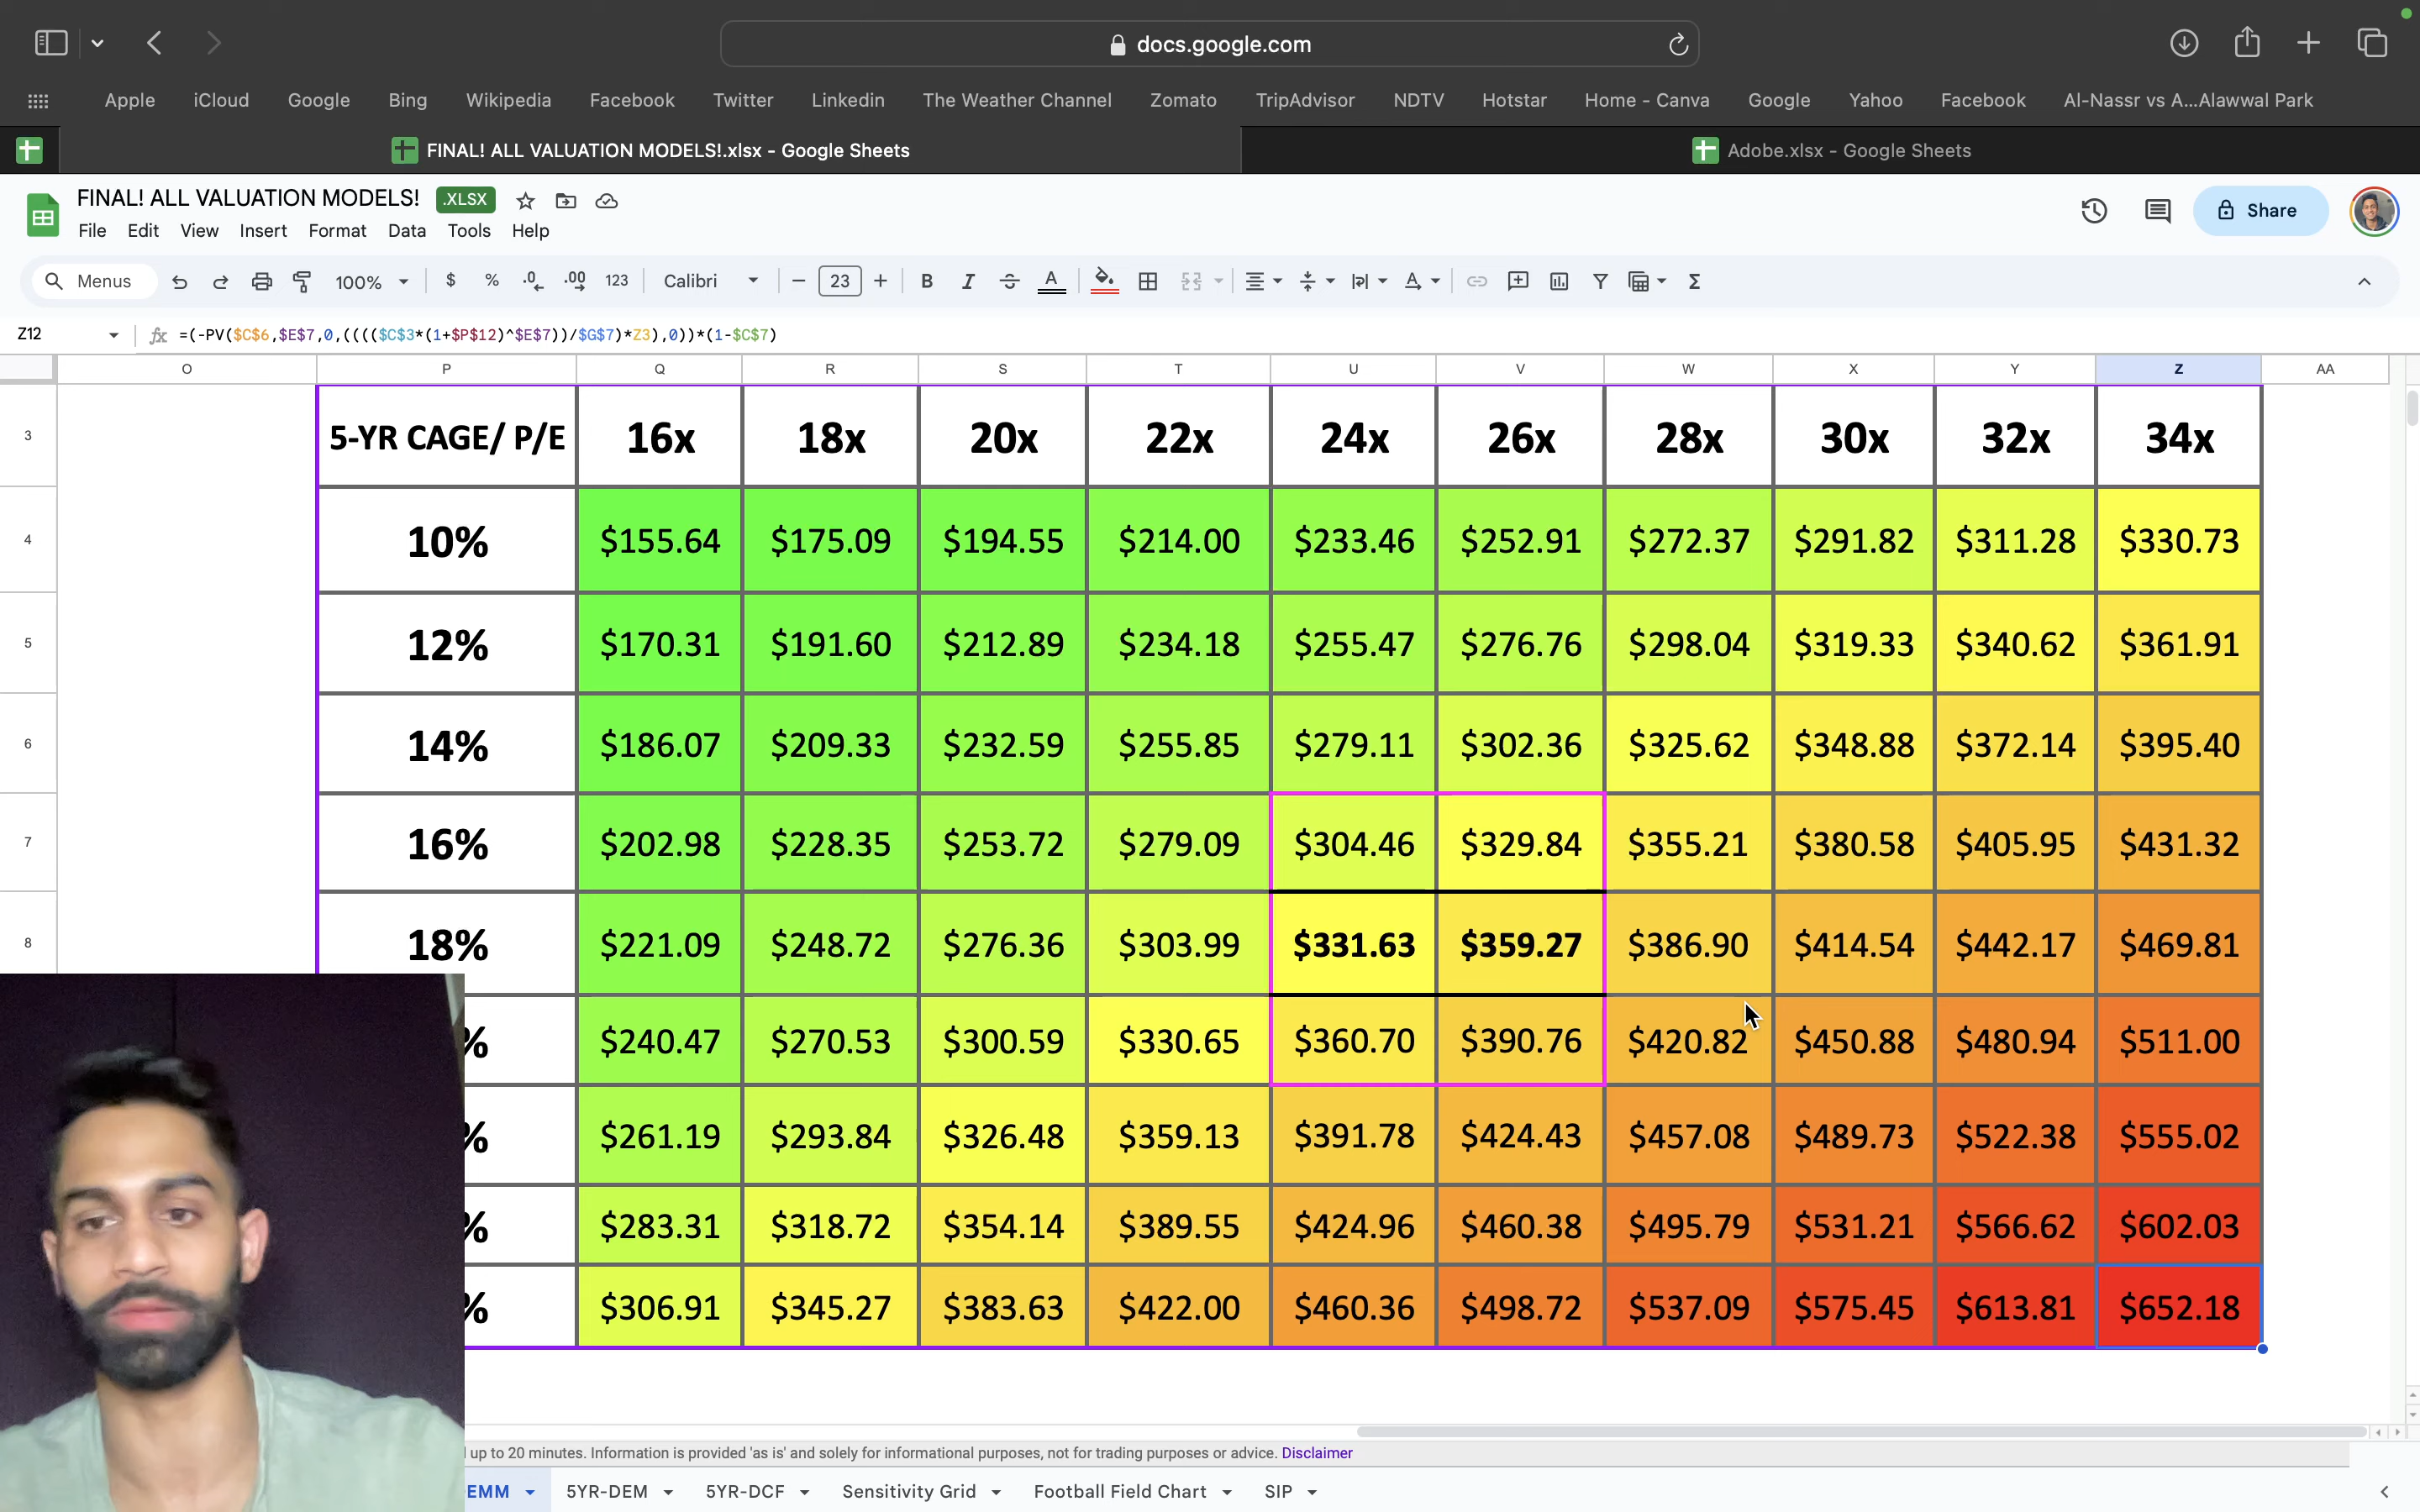 docs.google.com
Apple iCloud Google Bing Wikipedia Facebook Twitter Linkedin The Weather Channel Zomato TripAdvisor NDTV Hotstar Home - Canva Google Yahoo Facebook Al-Nassr vs A...Alawwal Park
FINAL! ALL VALUATION MODELS!.xlsx - Google Sheets Adobe.xlsx - Google Sheets
FINAL! ALL VALUATION MODELS! .XLSX
Share
File Edit View Insert Format Data Tools Help
Menus 100% $ % .0 .00 123 Calibri 23 B I A
Z12 fx =(-PV($C$6,$E$7,0,(((($C$3*(1+$P$12)^$E$7))/$G$7)*Z3),0))*(1-$C$7)
O P Q R S T U V W X Y Z AA
3 5-YR CAGE/ P/E 16x 18x 20x 22x 24x 26x 28x 30x 32x 34x
4 10% $155.64 $175.09 $194.55 $214.00 $233.46 $252.91 $272.37 $291.82 $311.28 $330.73
5 12% $170.31 $191.60 $212.89 $234.18 $255.47 $276.76 $298.04 $319.33 $340.62 $361.91
6 14% $186.07 $209.33 $232.59 $255.85 $279.11 $302.36 $325.62 $348.88 $372.14 $395.40
7 16% $202.98 $228.35 $253.72 $279.09 $304.46 $329.84 $355.21 $380.58 $405.95 $431.32
8 18% $221.09 $248.72 $276.36 $303.99 $331.63 $359.27 $386.90 $414.54 $442.17 $469.81
% $240.47 $270.53 $300.59 $330.65 $360.70 $390.76 $420.82 $450.88 $480.94 $511.00
% $261.19 $293.84 $326.48 $359.13 $391.78 $424.43 $457.08 $489.73 $522.38 $555.02
% $283.31 $318.72 $354.14 $389.55 $424.96 $460.38 $495.79 $531.21 $566.62 $602.03
% $306.91 $345.27 $383.63 $422.00 $460.36 $498.72 $537.09 $575.45 $613.81 $652.18
up to 20 minutes. Information is provided 'as is' and solely for informational purposes, not for trading purposes or advice. Disclaimer
EMM 5YR-DEM 5YR-DCF Sensitivity Grid Football Field Chart SIP